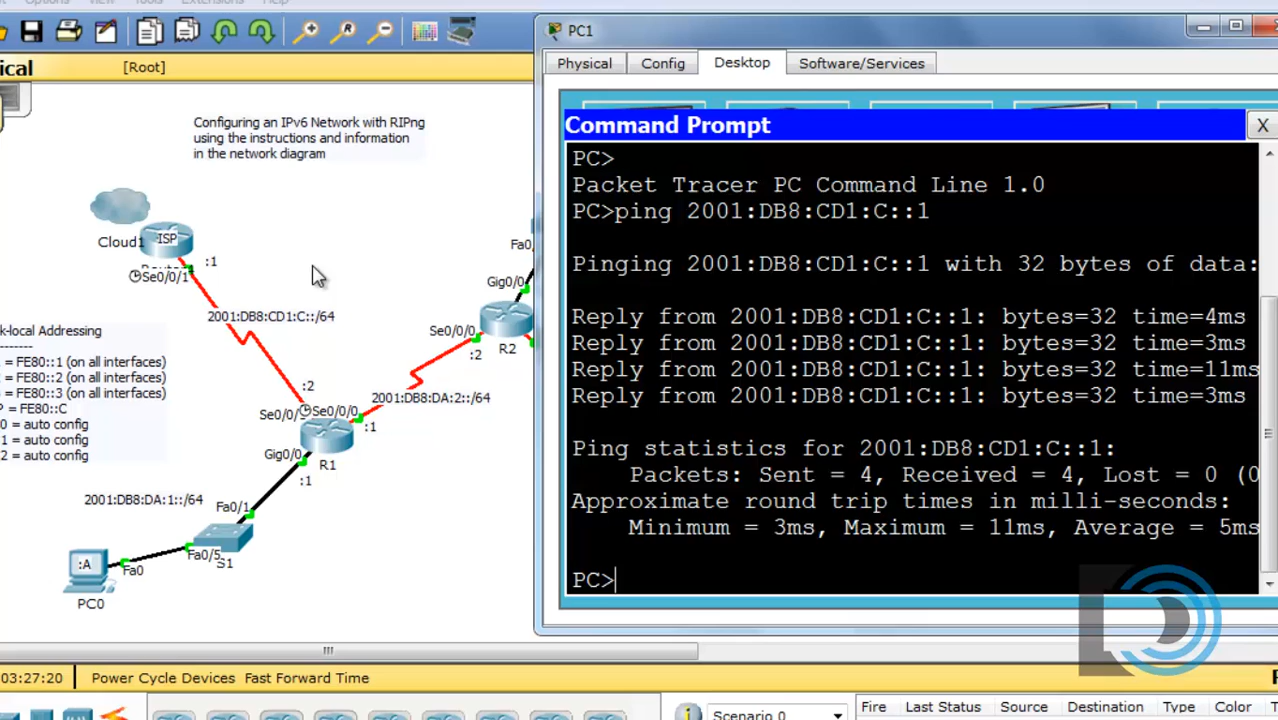 Options View Tools Extensions Help
ical [Root]
Configuring an IPv6 Network with RIPng
using the instructions and information
in the network diagram
Cloud1
ISP
Se0/0/1
:1
2001:DB8:CD1:C::/64
k-local Addressing
--------
= FE80::1 (on all interfaces)
= FE80::2 (on all interfaces)
= FE80::3 (on all interfaces)
P = FE80::C
0 = auto config
1 = auto config
2 = auto config
:2
Se0/0/
Se0/0/0
:1
R1
Gig0/0
:1
2001:DB8:DA:2::/64
Fa0
Gig0/0
Se0/0/0
:2
R2
2001:DB8:DA:1::/64
Fa0/1
Fa0/5
S1
:A
Fa0
PC0
PC1
Physical Config Desktop Software/Services
Command Prompt X
PC>
Packet Tracer PC Command Line 1.0
PC>ping 2001:DB8:CD1:C::1
Pinging 2001:DB8:CD1:C::1 with 32 bytes of data:
Reply from 2001:DB8:CD1:C::1: bytes=32 time=4ms
Reply from 2001:DB8:CD1:C::1: bytes=32 time=3ms
Reply from 2001:DB8:CD1:C::1: bytes=32 time=11ms
Reply from 2001:DB8:CD1:C::1: bytes=32 time=3ms
Ping statistics for 2001:DB8:CD1:C::1:
Packets: Sent = 4, Received = 4, Lost = 0 (0
Approximate round trip times in milli-seconds:
Minimum = 3ms, Maximum = 11ms, Average = 5ms
PC>
03:27:20 Power Cycle Devices Fast Forward Time
Scenario 0
Fire Last Status Source Destination Type Color